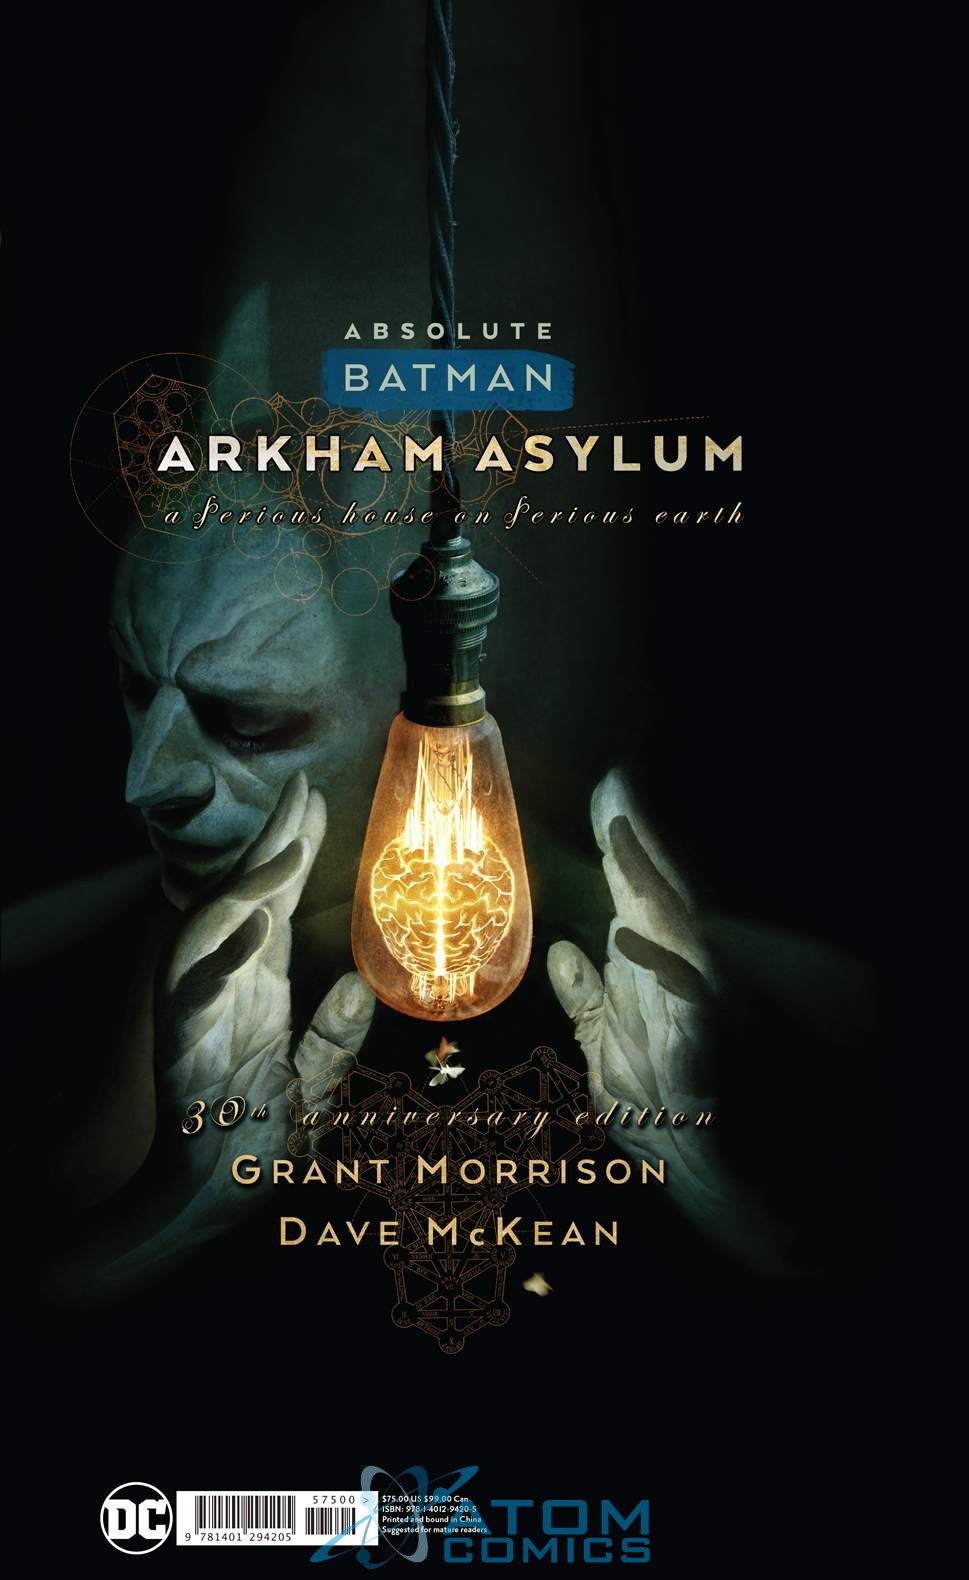 ABSOLUTE
BATMAN
ARKHAM ASYLUM
a serious house on serious earth
30th anniversary edition
GRANT MORRISON
DAVE McKEAN
DC
57500 >
9 781401 294205
$75.00 US $99.00 Can
ISBN: 978-1-4012-9420-5
Printed and bound in China
Suggested for mature readers
ATOM
COMICS